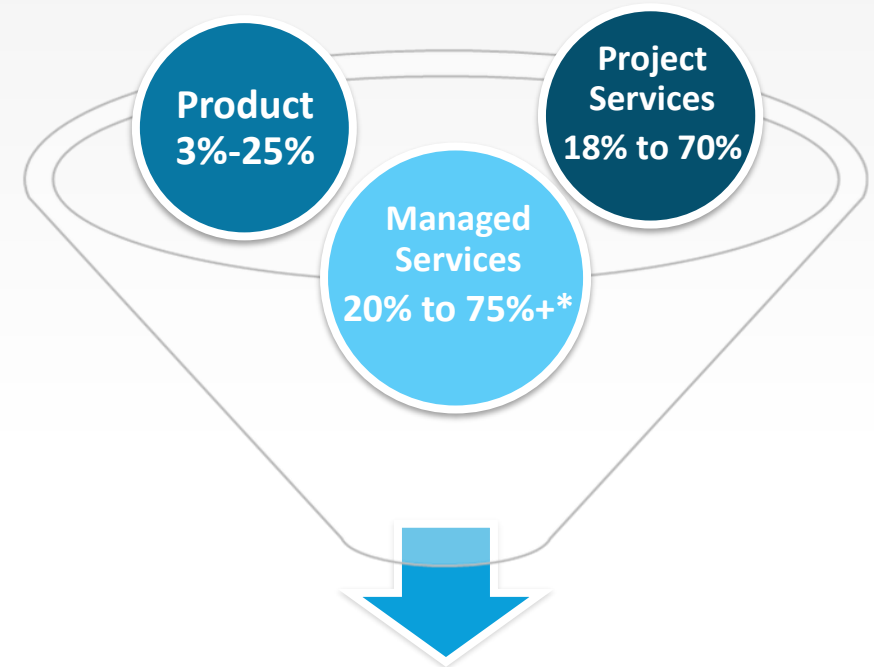 Product
3%-25%
Project
Services
18% to 70%
Managed
Services
20% to 75%+*